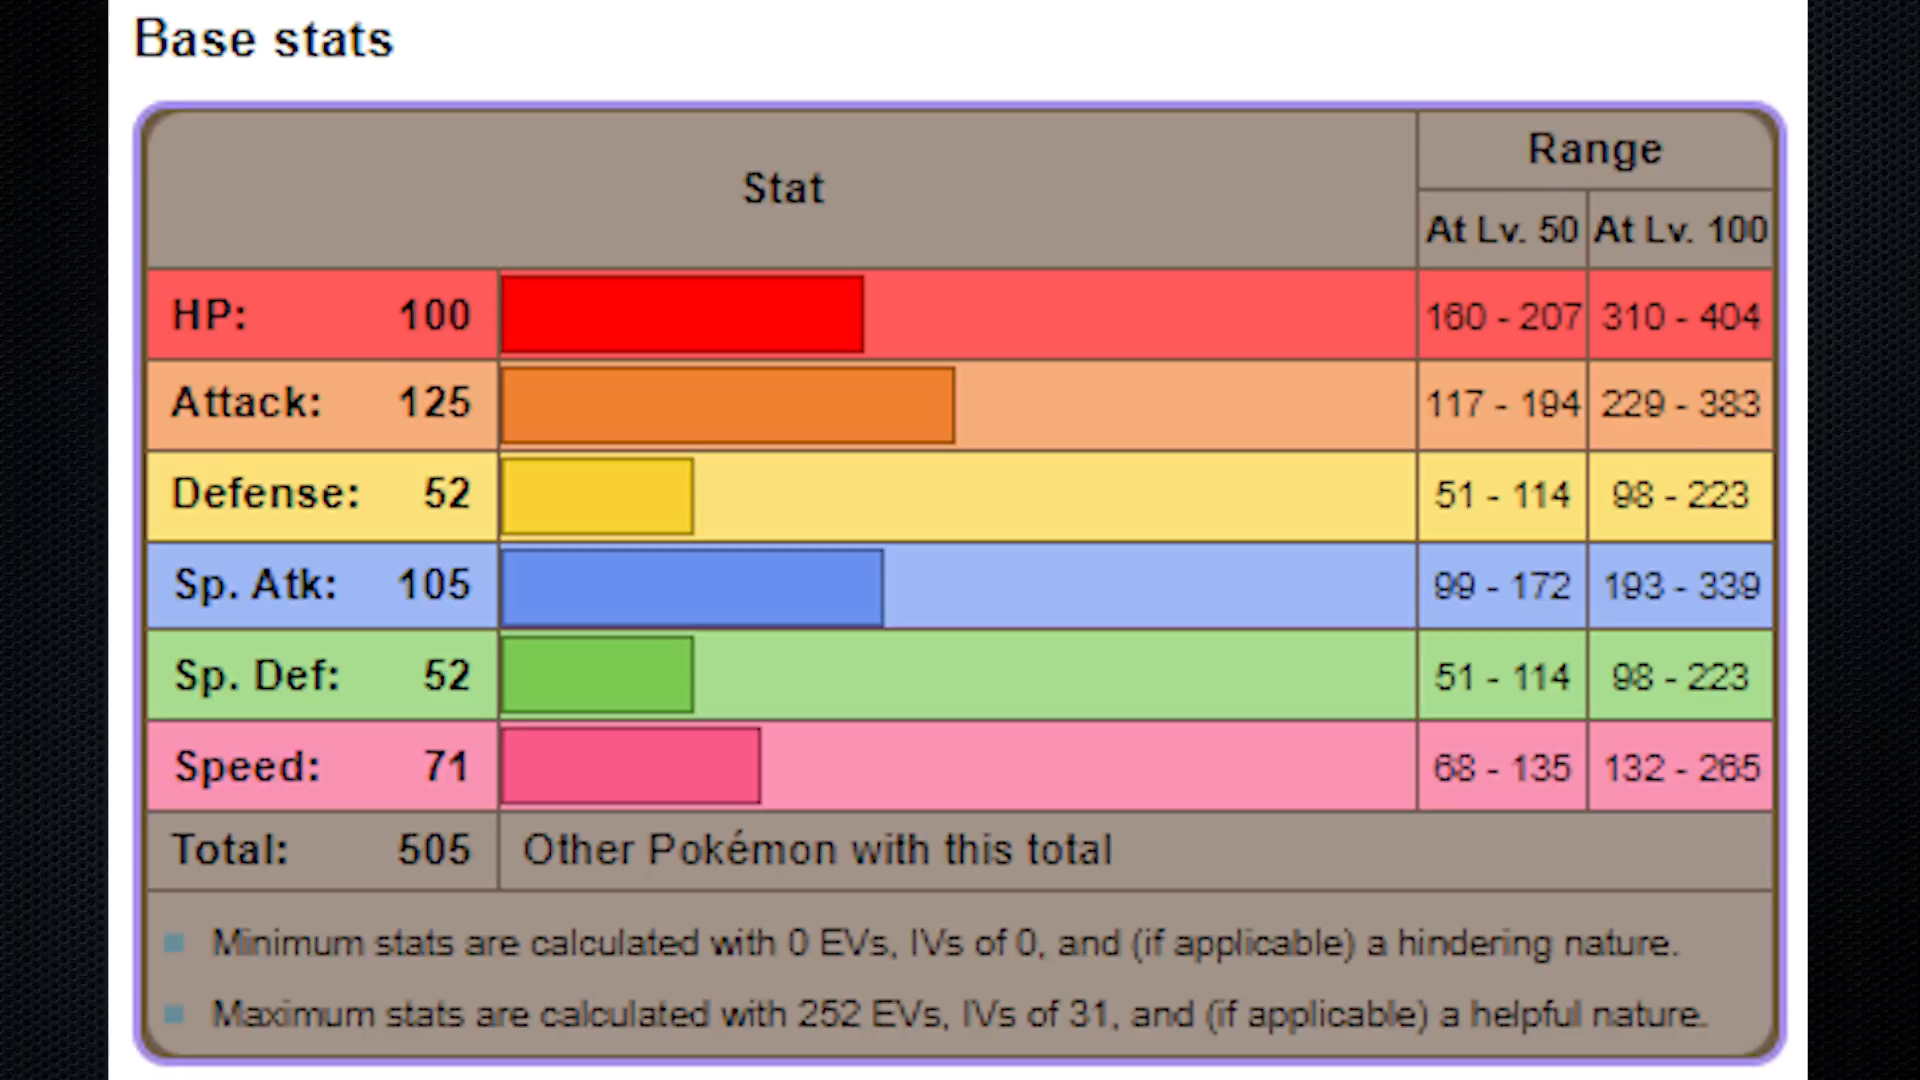 Base stats
Stat
Range
At Lv. 50 At Lv. 100
HP: 100 160 - 207 310 - 404
Attack: 125 117 - 194 229 - 383
Defense: 52 51 - 114 98 - 223
Sp. Atk: 105 99 - 172 193 - 339
Sp. Def: 52 51 - 114 98 - 223
Speed: 71 68 - 135 132 - 265
Total: 505 Other Pokémon with this total
Minimum stats are calculated with 0 EVs, IVs of 0, and (if applicable) a hindering nature.
Maximum stats are calculated with 252 EVs, IVs of 31, and (if applicable) a helpful nature.